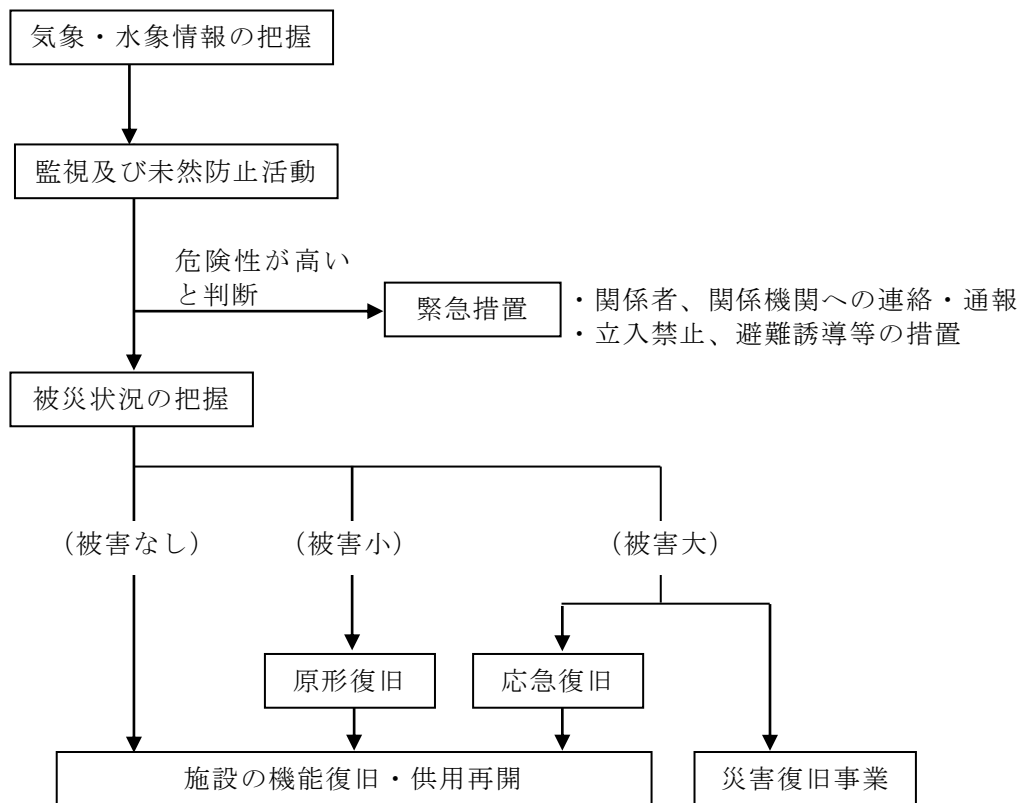 気象・水象情報の把握
監視及び未然防止活動
危険性が高い
と判断
緊急措置
・関係者、関係機関への連絡・通報
・立入禁止、避難誘導等の措置
被災状況の把握
（被害なし）
（被害小）
（被害大）
原形復旧
応急復旧
施設の機能復旧・供用再開
災害復旧事業